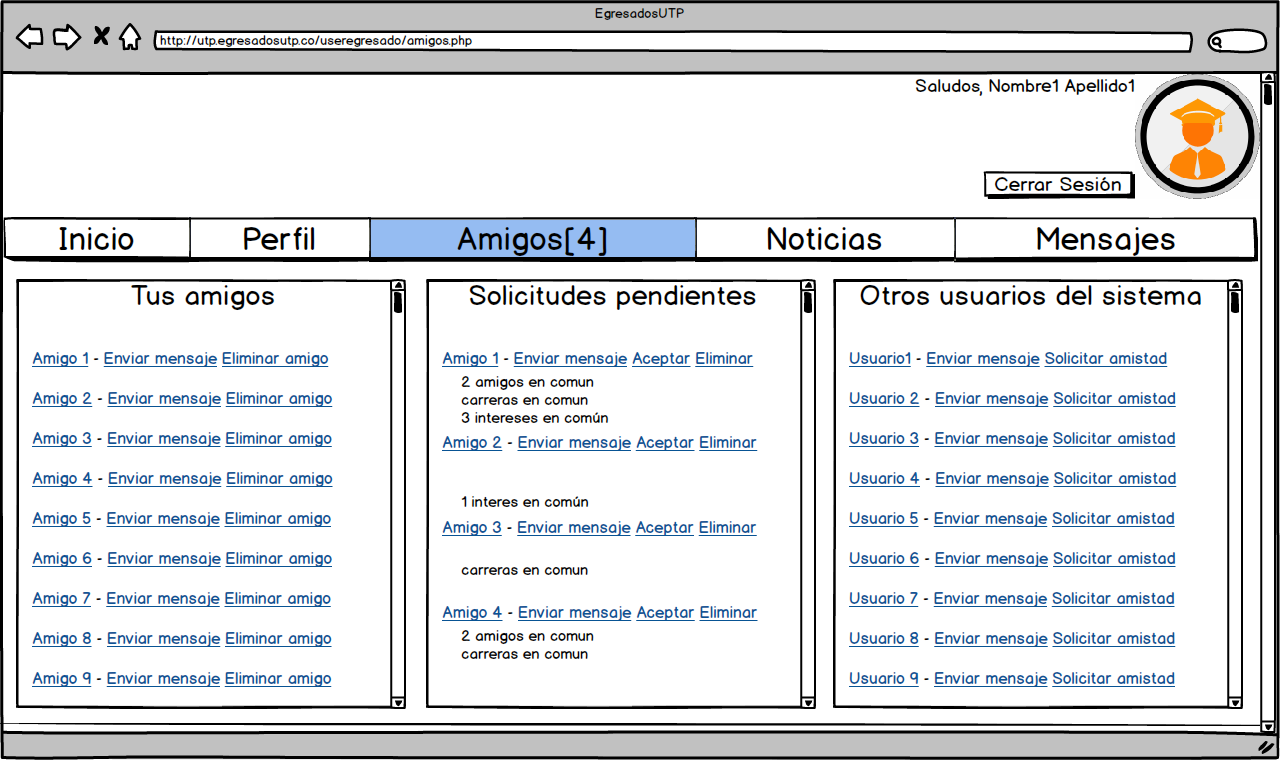 EgresadosUTP
http://utp.egresadosutp.co/useregresado/amigos.php
Saludos, Nombre1 Apellido1
Cerrar Sesión
Inicio Perfil Amigos[4] Noticias Mensajes
Tus amigos
Amigo 1 - Enviar mensaje Eliminar amigo
Amigo 2 - Enviar mensaje Eliminar amigo
Amigo 3 - Enviar mensaje Eliminar amigo
Amigo 4 - Enviar mensaje Eliminar amigo
Amigo 5 - Enviar mensaje Eliminar amigo
Amigo 6 - Enviar mensaje Eliminar amigo
Amigo 7 - Enviar mensaje Eliminar amigo
Amigo 8 - Enviar mensaje Eliminar amigo
Amigo 9 - Enviar mensaje Eliminar amigo
Solicitudes pendientes
Amigo 1 - Enviar mensaje Aceptar Eliminar
2 amigos en comun
carreras en comun
3 intereses en común
Amigo 2 - Enviar mensaje Aceptar Eliminar
1 interes en común
Amigo 3 - Enviar mensaje Aceptar Eliminar
carreras en comun
Amigo 4 - Enviar mensaje Aceptar Eliminar
2 amigos en comun
carreras en comun
Otros usuarios del sistema
Usuario1 - Enviar mensaje Solicitar amistad
Usuario 2 - Enviar mensaje Solicitar amistad
Usuario 3 - Enviar mensaje Solicitar amistad
Usuario 4 - Enviar mensaje Solicitar amistad
Usuario 5 - Enviar mensaje Solicitar amistad
Usuario 6 - Enviar mensaje Solicitar amistad
Usuario 7 - Enviar mensaje Solicitar amistad
Usuario 8 - Enviar mensaje Solicitar amistad
Usuario 9 - Enviar mensaje Solicitar amistad